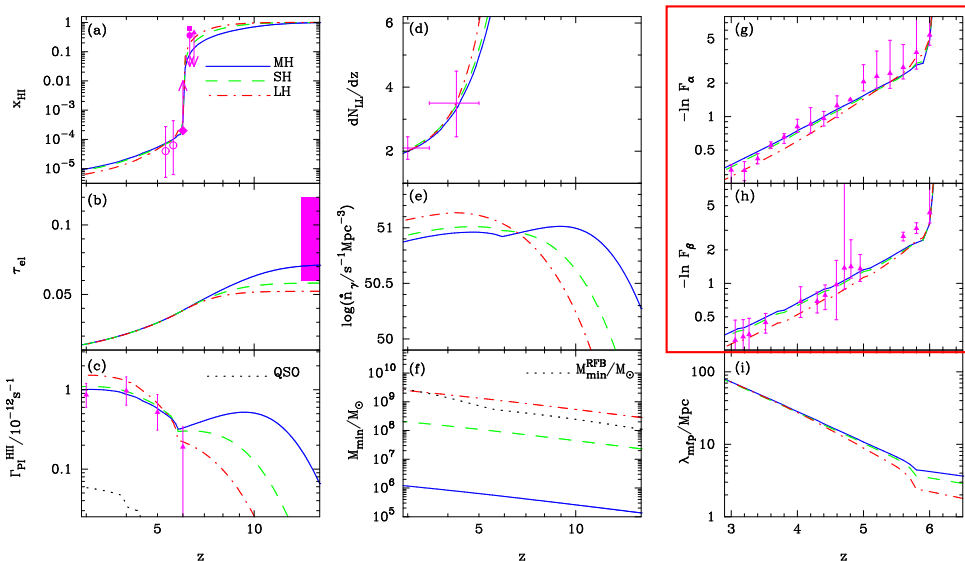 (a)
x_HI
1
0.1
0.01
10^-3
10^-4
10^-5
MH
SH
LH
(b)
τ_el
0.1
0.05
(c)
QSO
Γ_PI^HII /10^-12 s^-1
1
0.1
5
10
z
(d)
dN_LL/dz
6
4
2
(e)
log(ṅ_γ/s^-1 Mpc^-3)
51
50.5
50
(f)
M_min^RFB/M_⊙
M_min/M_⊙
10^10
10^9
10^8
10^7
10^6
10^5
5
10
z
(g)
-ln F_α
5
2
1
0.5
(h)
-ln F_β
5
2
1
0.5
(i)
λ_mfp/Mpc
100
10
1
3
4
5
6
z